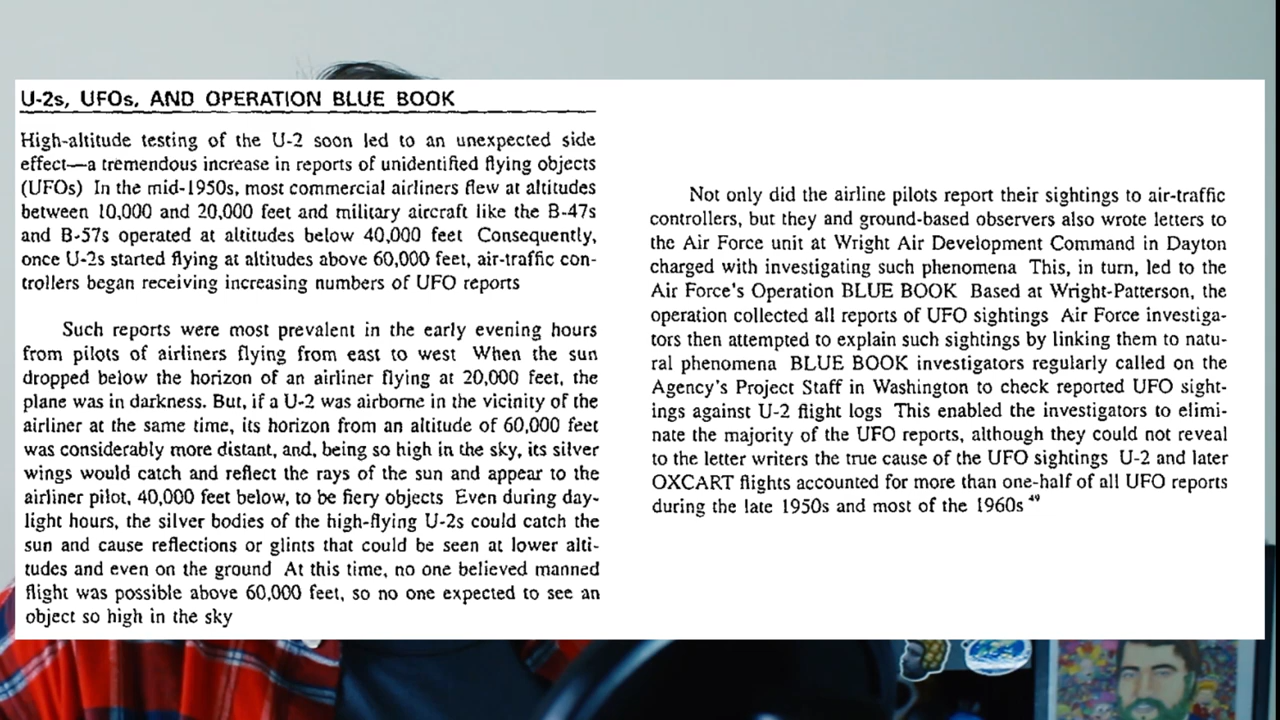 U-2s, UFOs, AND OPERATION BLUE BOOK
High-altitude testing of the U-2 soon led to an unexpected side
effect—a tremendous increase in reports of unidentified flying objects
(UFOs) In the mid-1950s, most commercial airliners flew at altitudes
between 10,000 and 20,000 feet and military aircraft like the B-47s
and B-57s operated at altitudes below 40,000 feet Consequently,
once U-2s started flying at altitudes above 60,000 feet, air-traffic con-
trollers began receiving increasing numbers of UFO reports
Such reports were most prevalent in the early evening hours
from pilots of airliners flying from east to west When the sun
dropped below the horizon of an airliner flying at 20,000 feet, the
plane was in darkness. But, if a U-2 was airborne in the vicinity of the
airliner at the same time, its horizon from an altitude of 60,000 feet
was considerably more distant, and, being so high in the sky, its silver
wings would catch and reflect the rays of the sun and appear to the
airliner pilot, 40,000 feet below, to be fiery objects Even during day-
light hours, the silver bodies of the high-flying U-2s could catch the
sun and cause reflections or glints that could be seen at lower alti-
tudes and even on the ground At this time, no one believed manned
flight was possible above 60,000 feet, so no one expected to see an
object so high in the sky
Not only did the airline pilots report their sightings to air-traffic
controllers, but they and ground-based observers also wrote letters to
the Air Force unit at Wright Air Development Command in Dayton
charged with investigating such phenomena This, in turn, led to the
Air Force's Operation BLUE BOOK Based at Wright-Patterson, the
operation collected all reports of UFO sightings Air Force investiga-
tors then attempted to explain such sightings by linking them to natu-
ral phenomena BLUE BOOK investigators regularly called on the
Agency's Project Staff in Washington to check reported UFO sight-
ings against U-2 flight logs This enabled the investigators to elimi-
nate the majority of the UFO reports, although they could not reveal
to the letter writers the true cause of the UFO sightings U-2 and later
OXCART flights accounted for more than one-half of all UFO reports
during the late 1950s and most of the 1960s 49